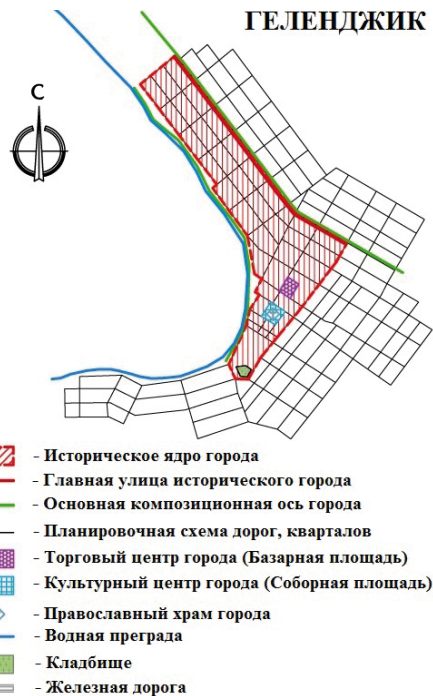 ГЕЛЕНДЖИК
С
- Историческое ядро города
- Главная улица исторического города
- Основная композиционная ось города
- Планировочная схема дорог, кварталов
- Торговый центр города (Базарная площадь)
- Культурный центр города (Соборная площадь)
- Православный храм города
- Водная преграда
- Кладбище
- Железная дорога